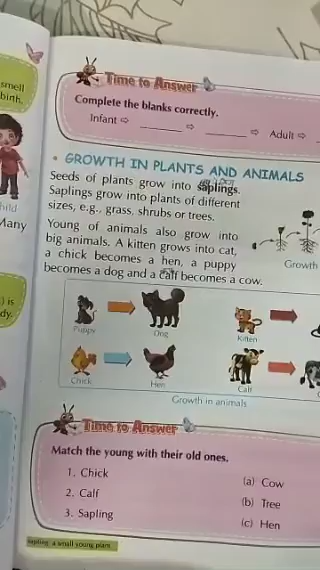 smell
birth.
Child
Many
) is
dy.
Time to Answer
Complete the blanks correctly.
Infant ⇨ ______ ⇨ ______ ⇨ Adult ⇨
• GROWTH IN PLANTS AND ANIMALS
Seeds of plants grow into saplings.
Saplings grow into plants of different
sizes, e.g., grass, shrubs or trees.
Young of animals also grow into
big animals. A kitten grows into cat,
a chick becomes a hen, a puppy
becomes a dog and a calf becomes a cow.
Growth
Puppy
Dog
Kitten
Chick
Hen
Calf
Growth in animals
Time to Answer
Match the young with their old ones.
1. Chick
(a) Cow
2. Calf
(b) Tree
3. Sapling
(c) Hen
sapling a small young plant